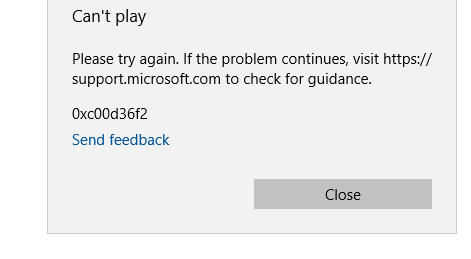 Can't play
Please try again. If the problem continues, visit https://
support.microsoft.com to check for guidance.
0xc00d36f2
Send feedback
Close